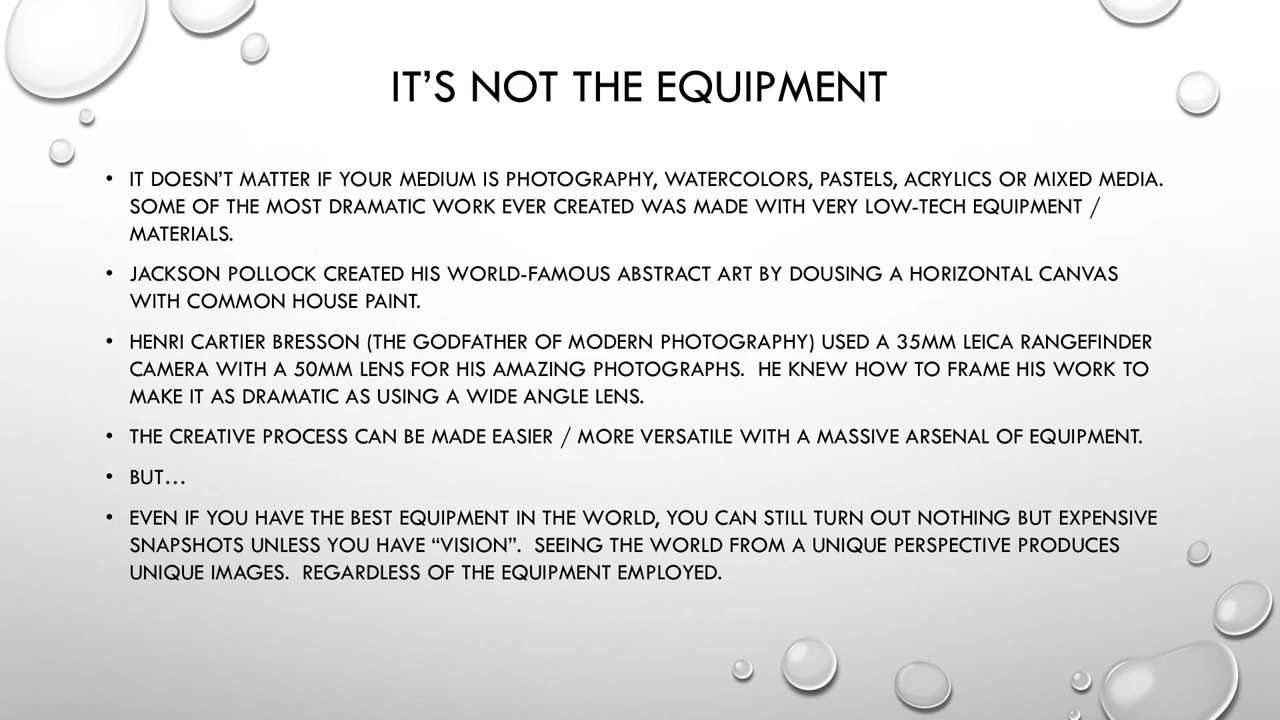 IT’S NOT THE EQUIPMENT
• IT DOESN’T MATTER IF YOUR MEDIUM IS PHOTOGRAPHY, WATERCOLORS, PASTELS, ACRYLICS OR MIXED MEDIA.
SOME OF THE MOST DRAMATIC WORK EVER CREATED WAS MADE WITH VERY LOW-TECH EQUIPMENT /
MATERIALS.
• JACKSON POLLOCK CREATED HIS WORLD-FAMOUS ABSTRACT ART BY DOUSING A HORIZONTAL CANVAS
WITH COMMON HOUSE PAINT.
• HENRI CARTIER BRESSON (THE GODFATHER OF MODERN PHOTOGRAPHY) USED A 35MM LEICA RANGEFINDER
CAMERA WITH A 50MM LENS FOR HIS AMAZING PHOTOGRAPHS.  HE KNEW HOW TO FRAME HIS WORK TO
MAKE IT AS DRAMATIC AS USING A WIDE ANGLE LENS.
• THE CREATIVE PROCESS CAN BE MADE EASIER / MORE VERSATILE WITH A MASSIVE ARSENAL OF EQUIPMENT.
• BUT…
• EVEN IF YOU HAVE THE BEST EQUIPMENT IN THE WORLD, YOU CAN STILL TURN OUT NOTHING BUT EXPENSIVE
SNAPSHOTS UNLESS YOU HAVE “VISION”.  SEEING THE WORLD FROM A UNIQUE PERSPECTIVE PRODUCES
UNIQUE IMAGES.  REGARDLESS OF THE EQUIPMENT EMPLOYED.